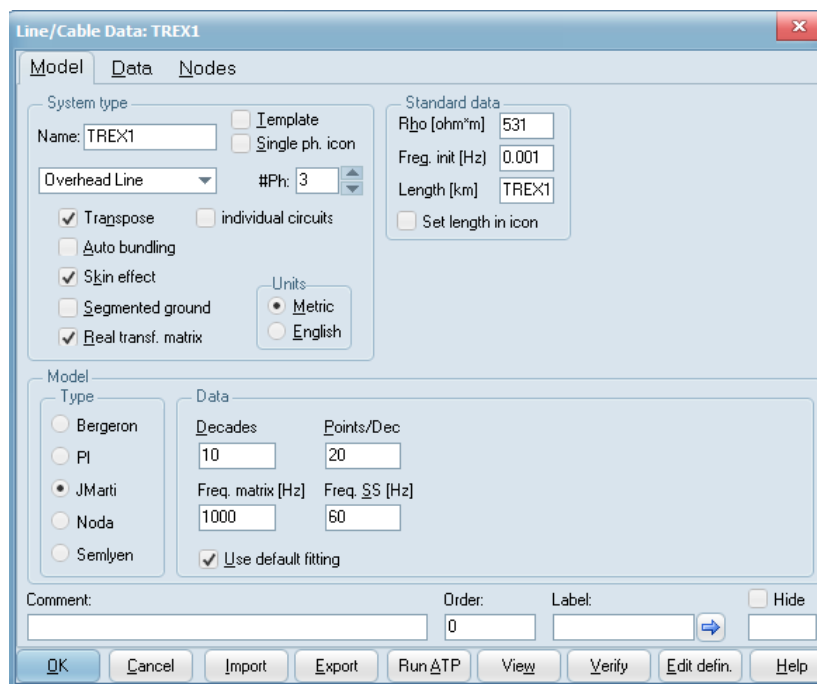 Line/Cable Data: TREX1
Model Data Nodes
System type
Name: TREX1
Template
Single ph. icon
Overhead Line
#Ph: 3
Transpose
individual circuits
Auto bundling
Skin effect
Segmented ground
Real transf. matrix
Units
Metric
English
Standard data
Rho [ohm*m] 531
Freq. init [Hz] 0.001
Length [km] TREX1
Set length in icon
Model
Type
Bergeron
PI
JMarti
Noda
Semlyen
Data
Decades Points/Dec
10 20
Freq. matrix [Hz] Freq. SS [Hz]
1000 60
Use default fitting
Comment: Order: Label: Hide
0
OK Cancel Import Export Run ATP View Verify Edit defin. Help